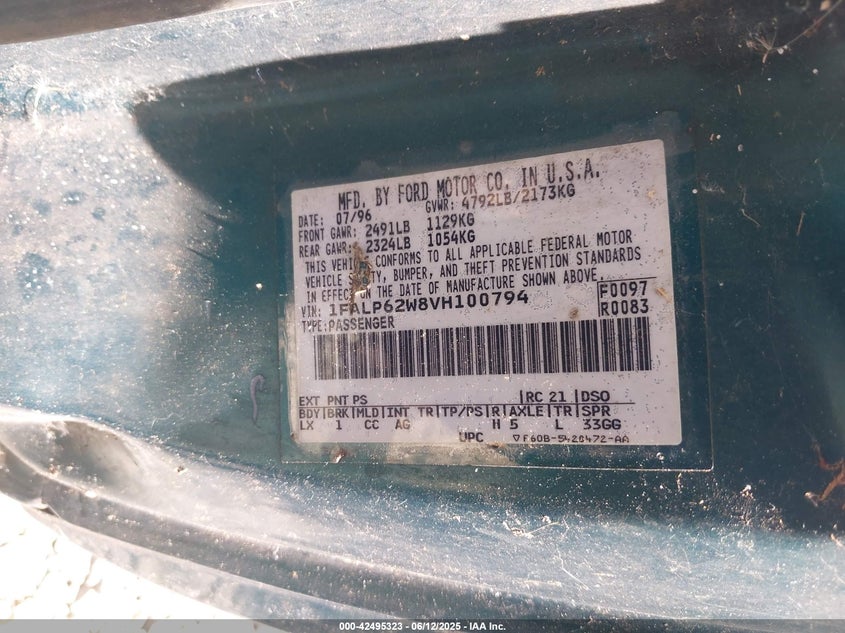 MFD. BY FORD MOTOR CO. IN U.S.A.
DATE: 07/96 GVWR: 4792LB/2173KG
FRONT GAWR: 2491LB 1129KG
REAR GAWR: 2324LB 1054KG
THIS VEHICLE CONFORMS TO ALL APPLICABLE FEDERAL MOTOR
VEHICLE SAFETY, BUMPER, AND THEFT PREVENTION STANDARDS
IN EFFECT ON THE DATE OF MANUFACTURE SHOWN ABOVE.
VIN: 1FALP62W8VH100794 F0097
TYPE: PASSENGER R0083
EXT PNT PS RC 21 DSO
BDY BRK MLD INT TR TP/PS R AXLE TR SPR
LX 1 CC AG H 5 L 33GG
UPC ▽F60B-5420472-AA
000-42495323 - 06/12/2025 - IAA Inc.